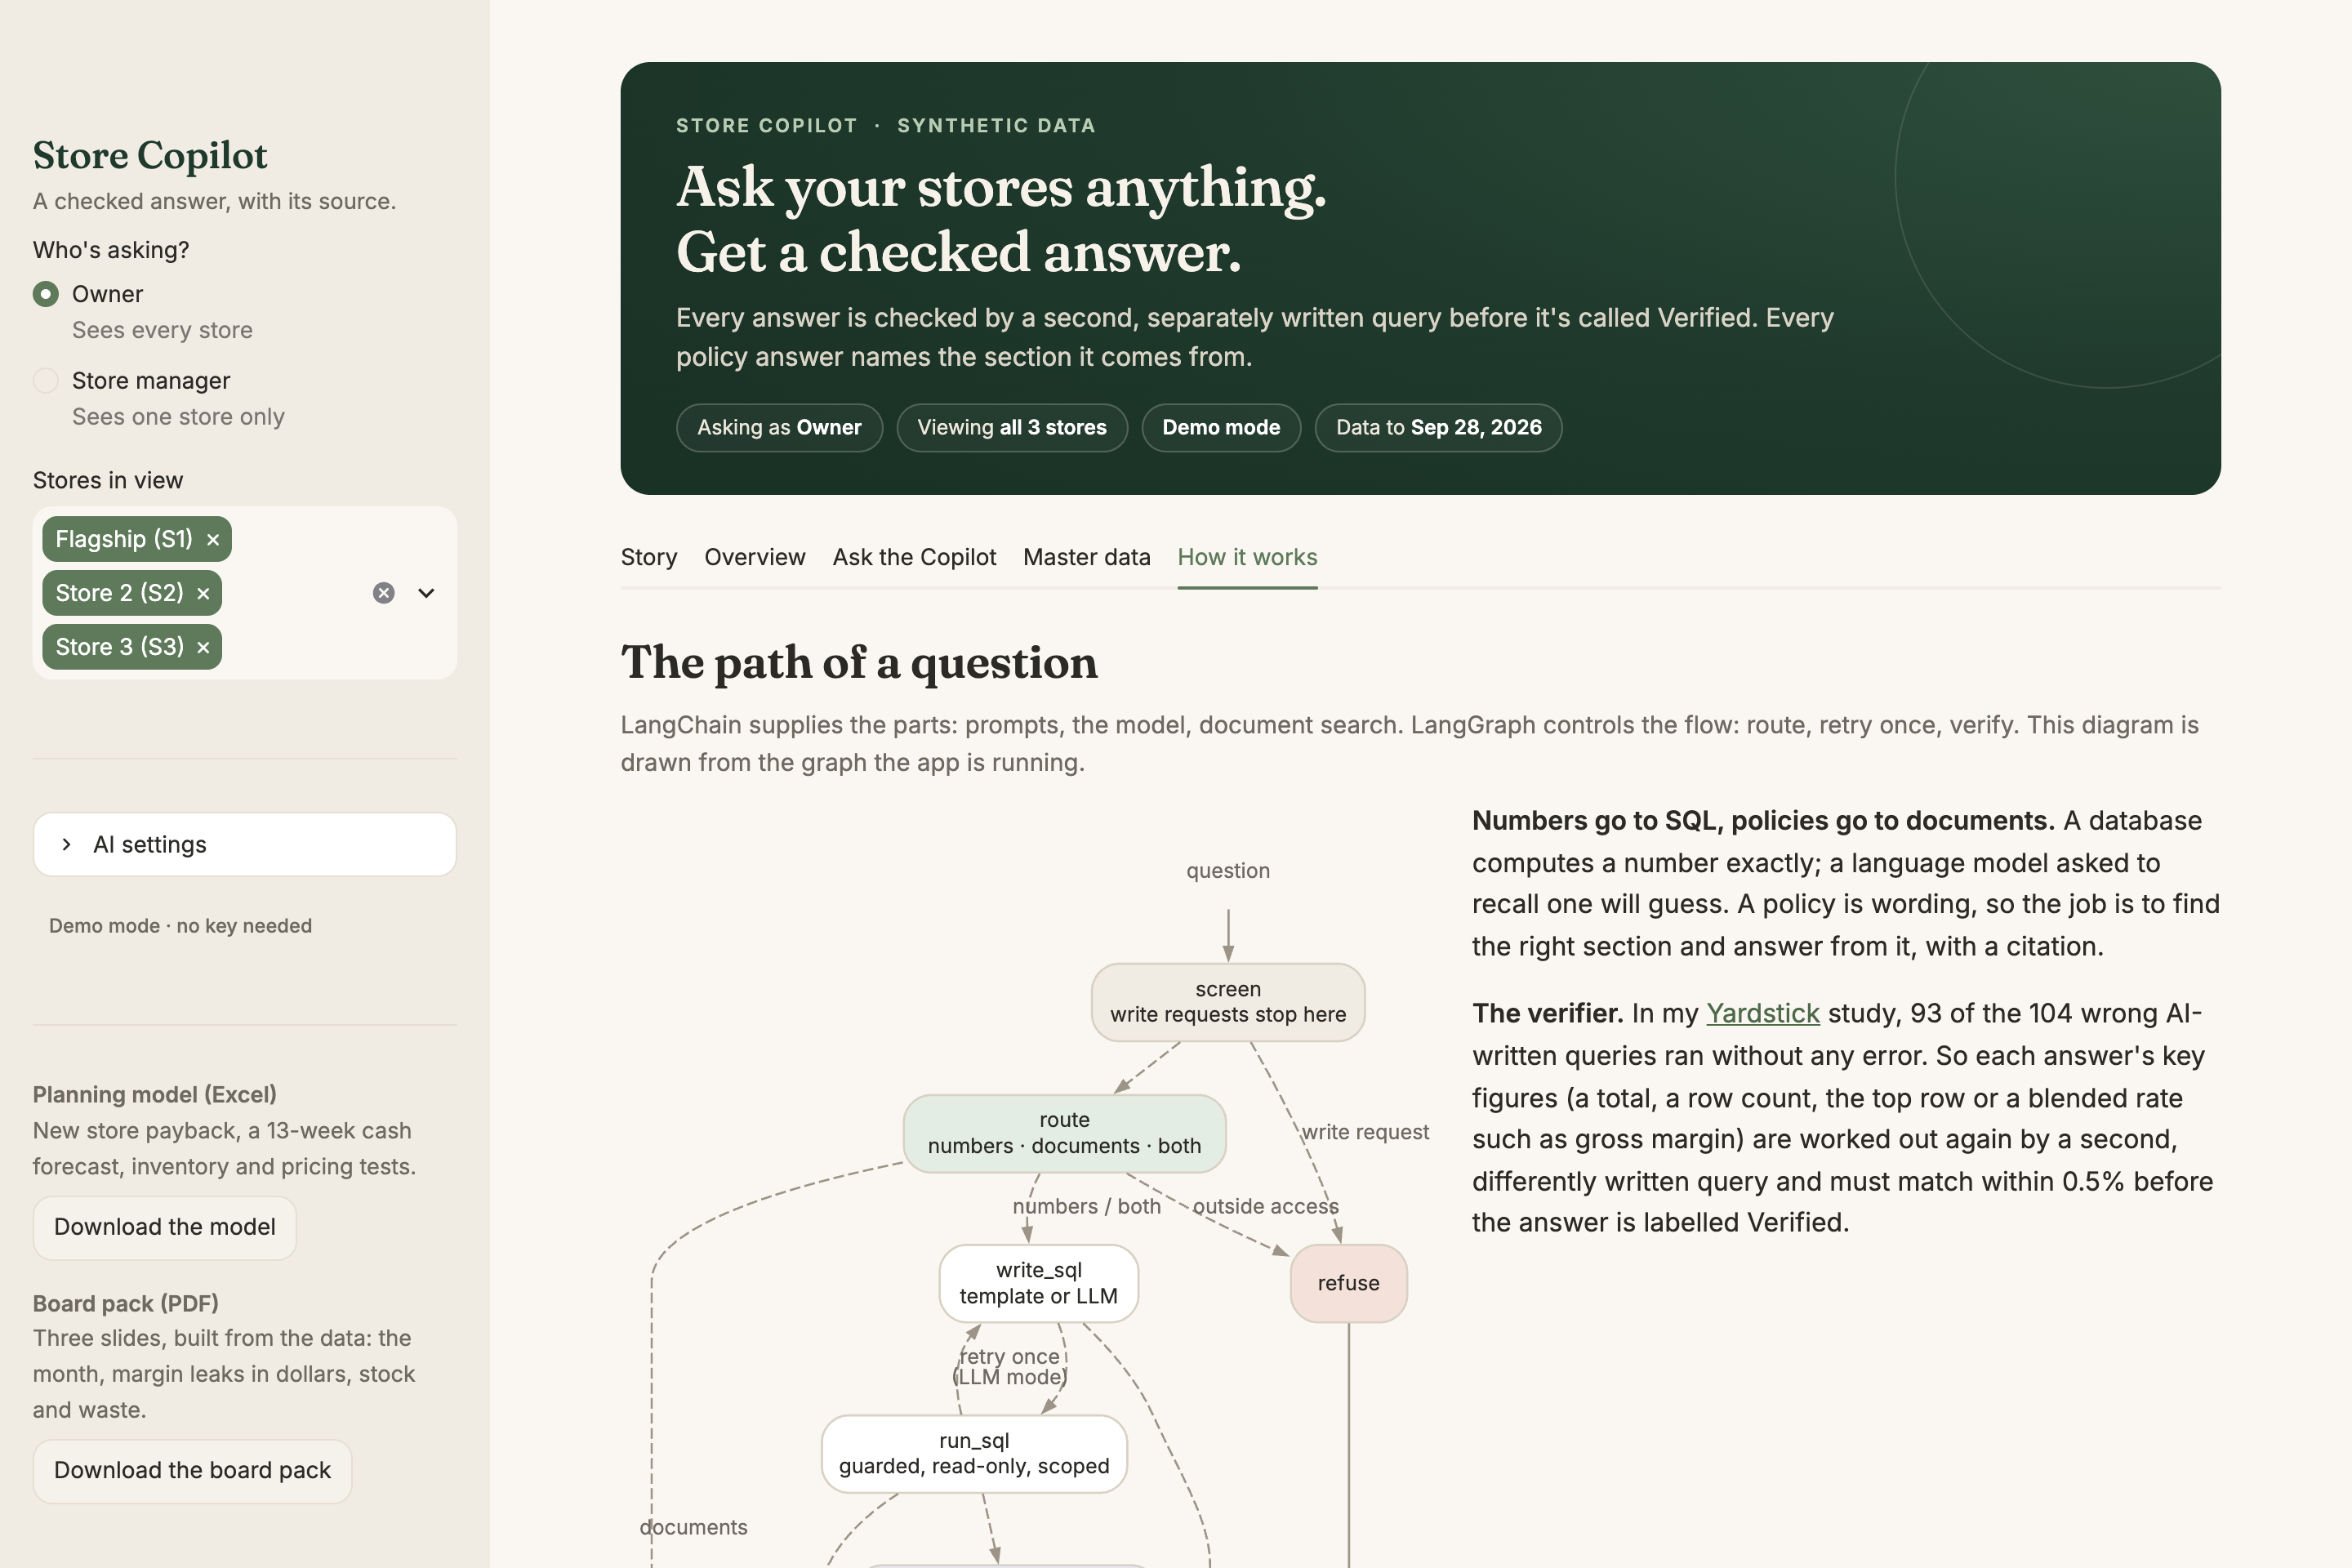 Store Copilot
A checked answer, with its source.
Who's asking?
Owner
Sees every store
Store manager
Sees one store only
Stores in view
Flagship (S1) ×
Store 2 (S2) ×
Store 3 (S3) ×
AI settings
Demo mode · no key needed
Planning model (Excel)
New store payback, a 13-week cash
forecast, inventory and pricing tests.
Download the model
Board pack (PDF)
Three slides, built from the data: the
month, margin leaks in dollars, stock
and waste.
Download the board pack
STORE COPILOT · SYNTHETIC DATA
Ask your stores anything.
Get a checked answer.
Every answer is checked by a second, separately written query before it's called Verified. Every
policy answer names the section it comes from.
Asking as Owner
Viewing all 3 stores
Demo mode
Data to Sep 28, 2026
Story
Overview
Ask the Copilot
Master data
How it works
The path of a question
LangChain supplies the parts: prompts, the model, document search. LangGraph controls the flow: route, retry once, verify. This diagram is
drawn from the graph the app is running.
question
screen
write requests stop here
route
numbers · documents · both
write request
numbers / both
outside access
write_sql
template or LLM
refuse
retry once
(LLM mode)
run_sql
guarded, read-only, scoped
documents
Numbers go to SQL, policies go to documents. A database
computes a number exactly; a language model asked to
recall one will guess. A policy is wording, so the job is to find
the right section and answer from it, with a citation.
The verifier. In my Yardstick study, 93 of the 104 wrong AI-
written queries ran without any error. So each answer's key
figures (a total, a row count, the top row or a blended rate
such as gross margin) are worked out again by a second,
differently written query and must match within 0.5% before
the answer is labelled Verified.